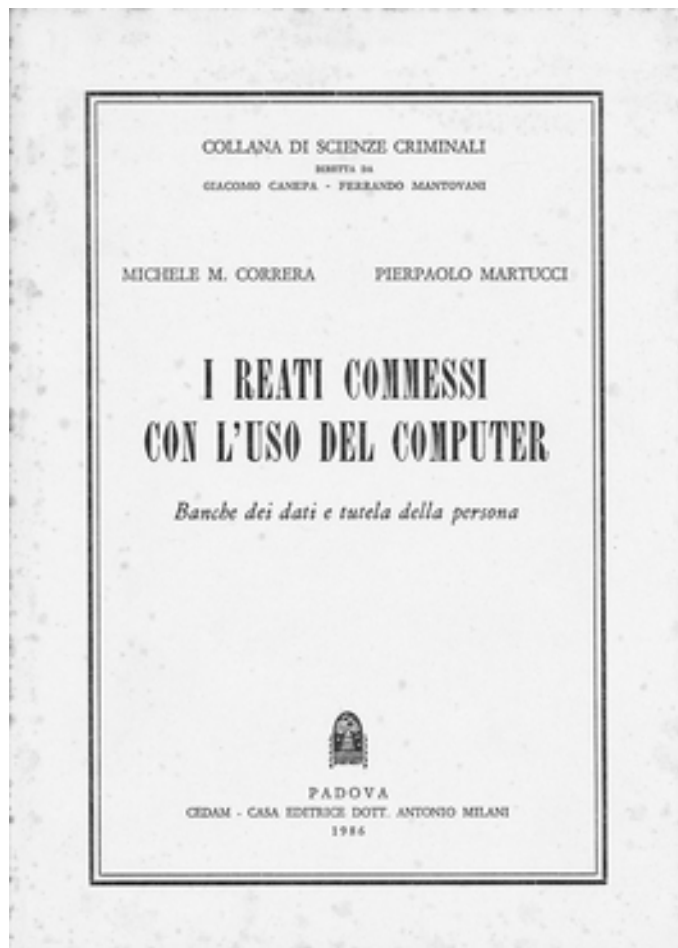 COLLANA DI SCIENZE CRIMINALI
DIRETTA DA
GIACOMO CANEPA - FERRANDO MANTOVANI
MICHELE M. CORRERA PIERPAOLO MARTUCCI
I REATI COMMESSI
CON L'USO DEL COMPUTER
Banche dei dati e tutela della persona
PADOVA
CEDAM - CASA EDITRICE DOTT. ANTONIO MILANI
1986